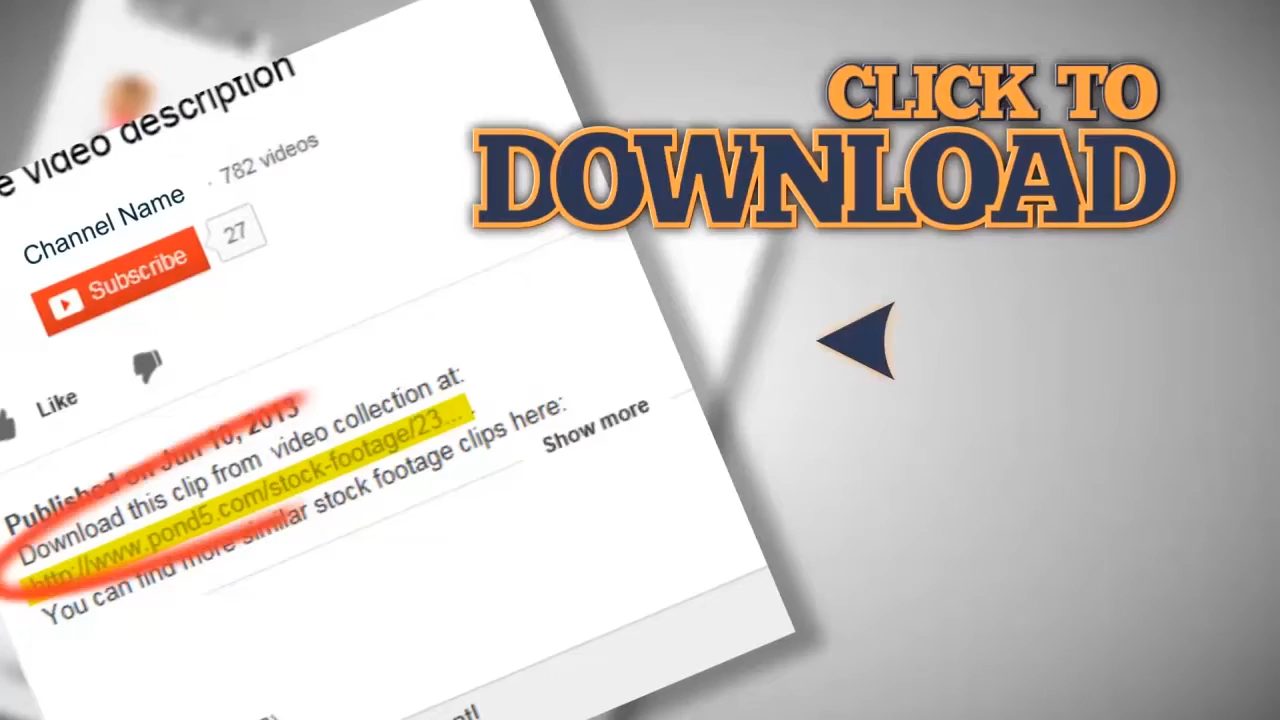 CLICK TO
DOWNLOAD
e video description
Channel Name · 782 videos
Subscribe 27
Like
Published on Jun 10, 2013
Download this clip from video collection at:
http://www.pond5.com/stock-footage/23... .
You can find more similar stock footage clips here:
Show more